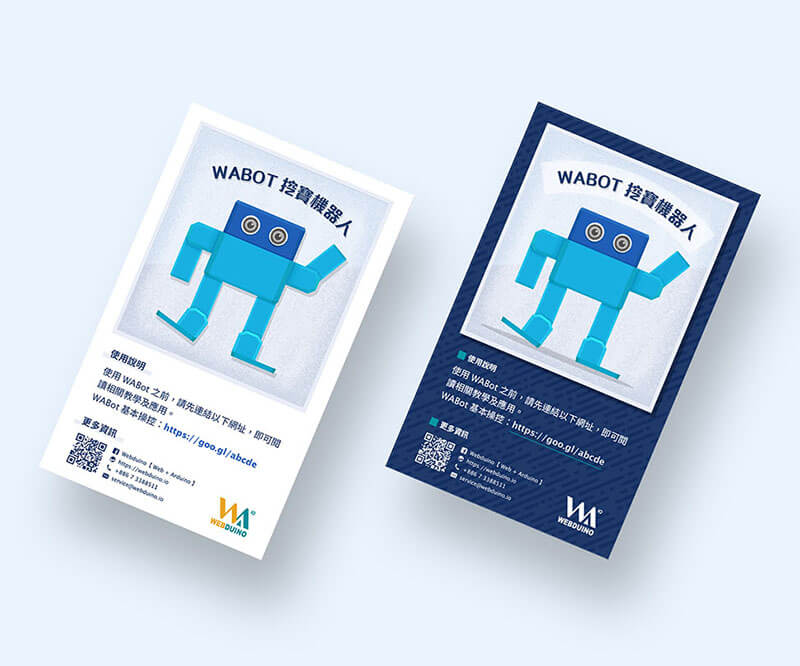 WABOT 挖寶機器人
使用說明
使用 WABot 之前，請先連結以下網址，即可閱
讀相關教學及應用。
WABot 基本操控：https://goo.gl/abcde
更多資訊
Webduino【Web + Arduino】
https://webduino.io
+886 7 3388511
service@webduino.io
WEBDUINO
WABOT 挖寶機器人
使用說明
使用 WABot 之前，請先連結以下網址，即可閱
讀相關教學及應用。
WABot 基本操控：https://goo.gl/abcde
更多資訊
Webduino【Web + Arduino】
https://webduino.io
+886 7 3388511
service@webduino.io
WEBDUINO